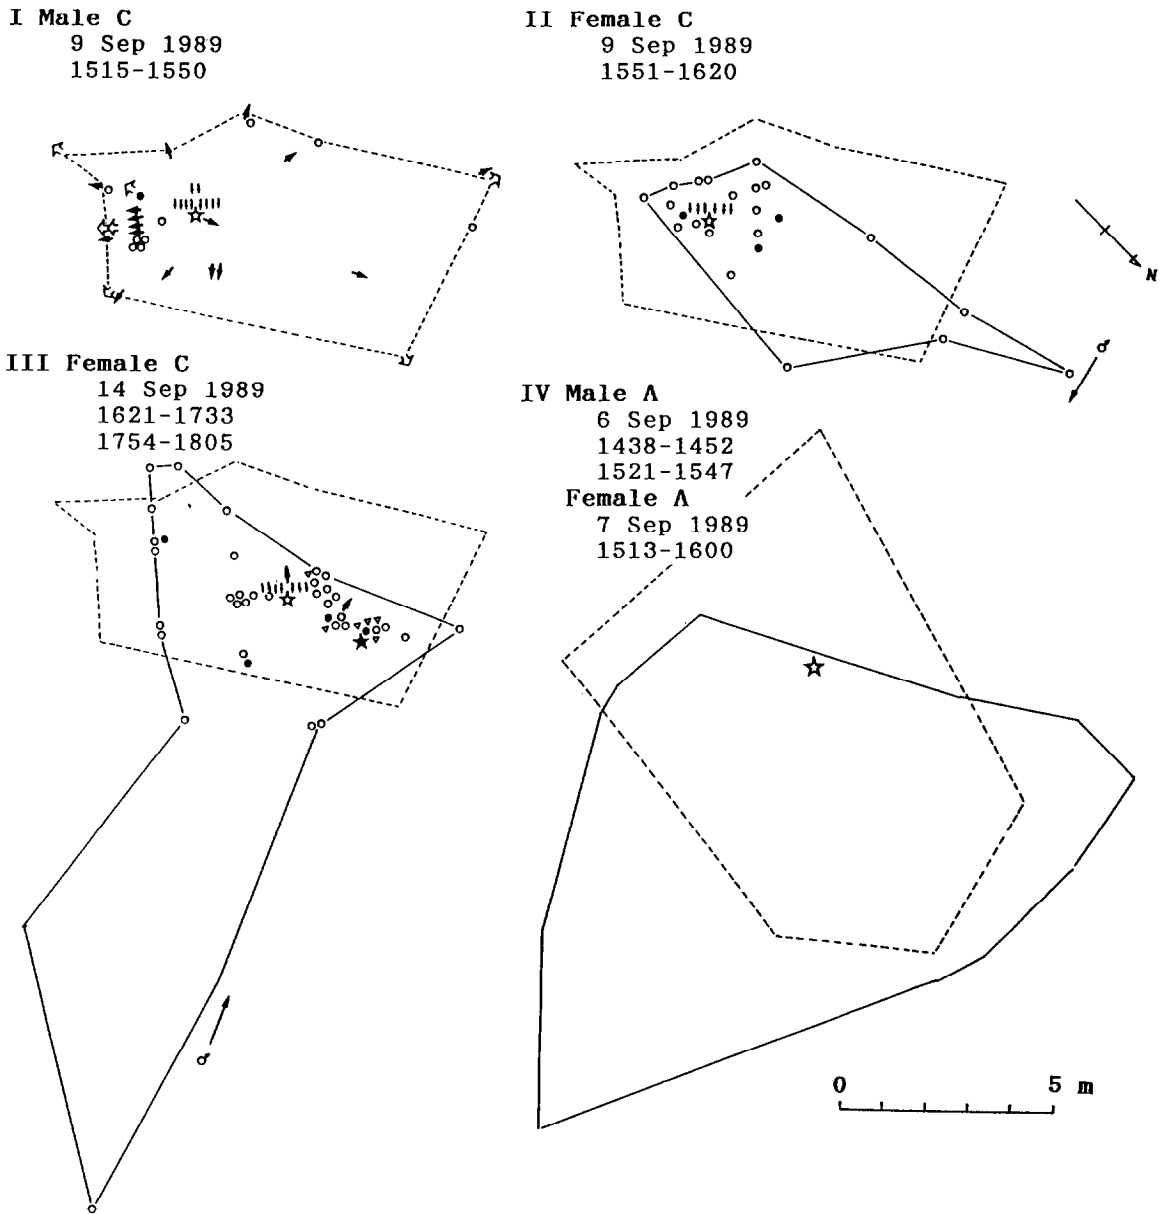 I Male C
9 Sep 1989
1515-1550
II Female C
9 Sep 1989
1551-1620
N
♂
III Female C
14 Sep 1989
1621-1733
1754-1805
IV Male A
6 Sep 1989
1438-1452
1521-1547
Female A
7 Sep 1989
1513-1600
♂
0 5 m